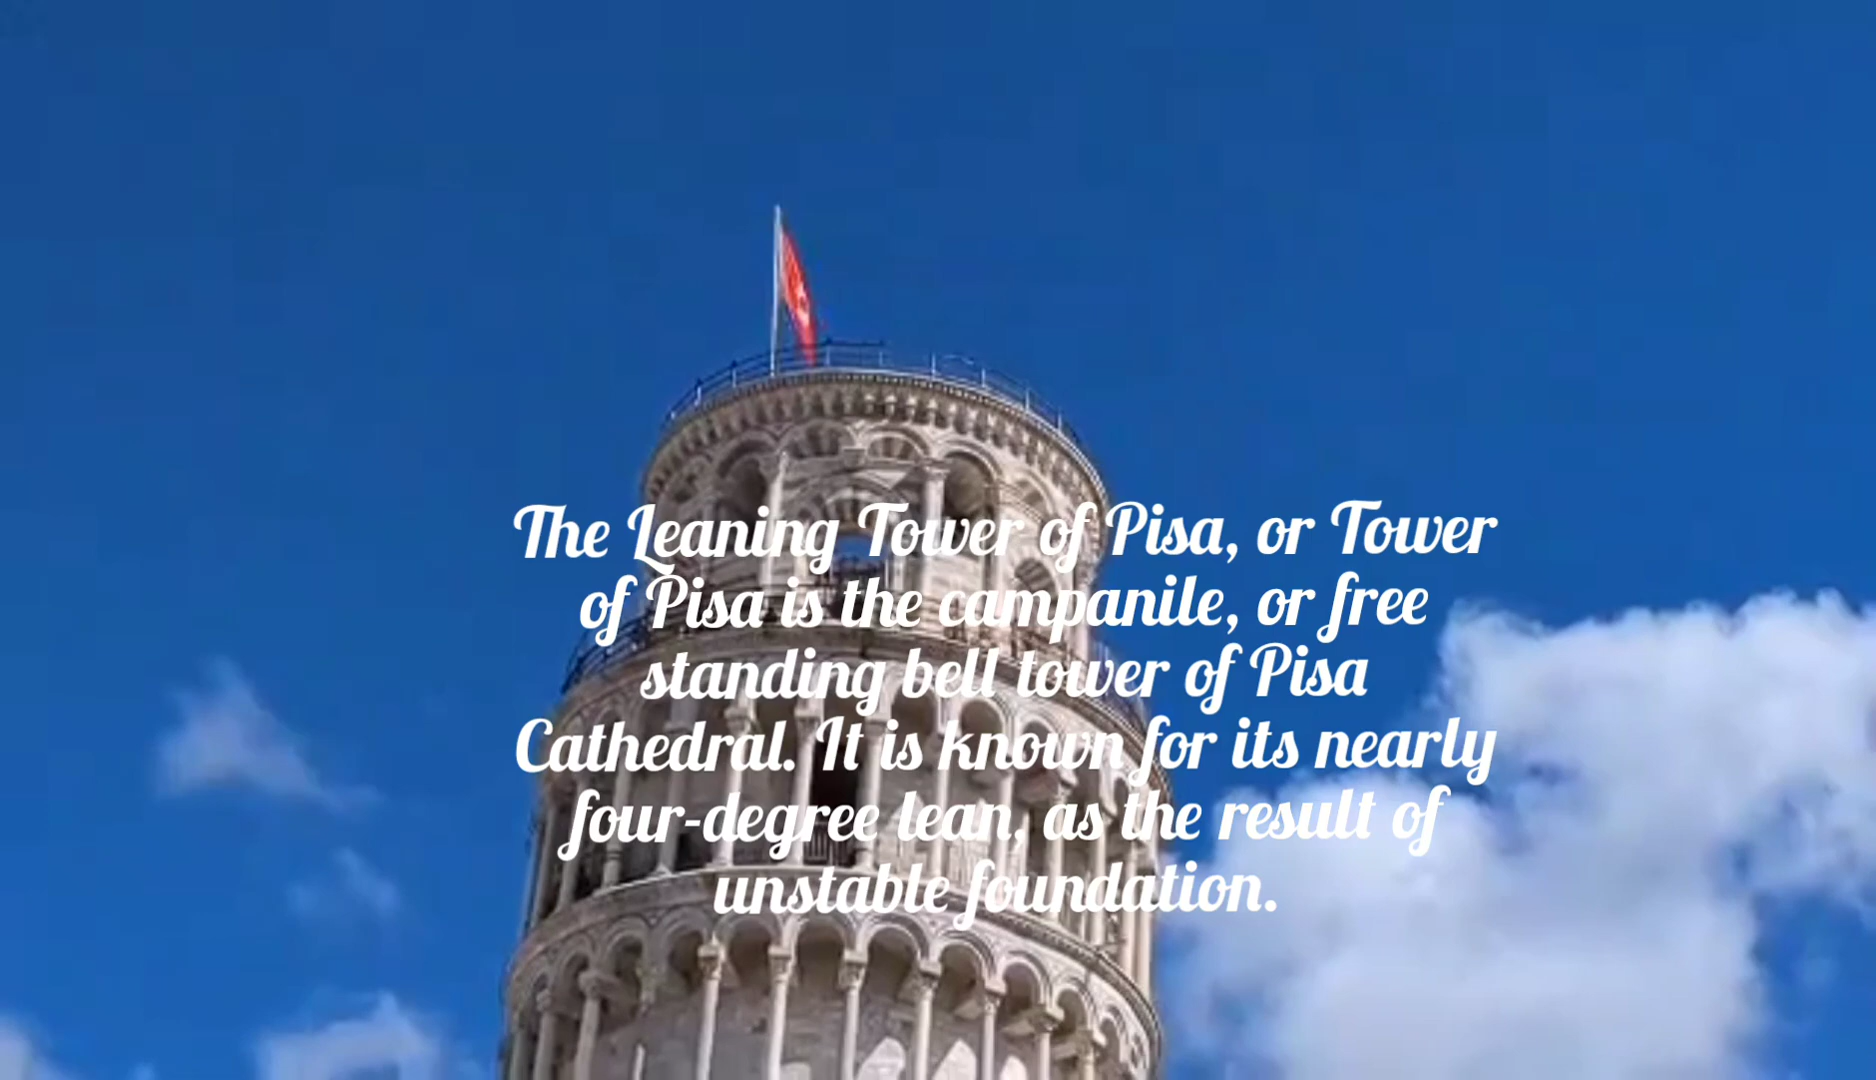 The Leaning Tower of Pisa, or Tower
of Pisa is the campanile, or free
standing bell tower of Pisa
Cathedral. It is known for its nearly
four-degree lean, as the result of
unstable foundation.